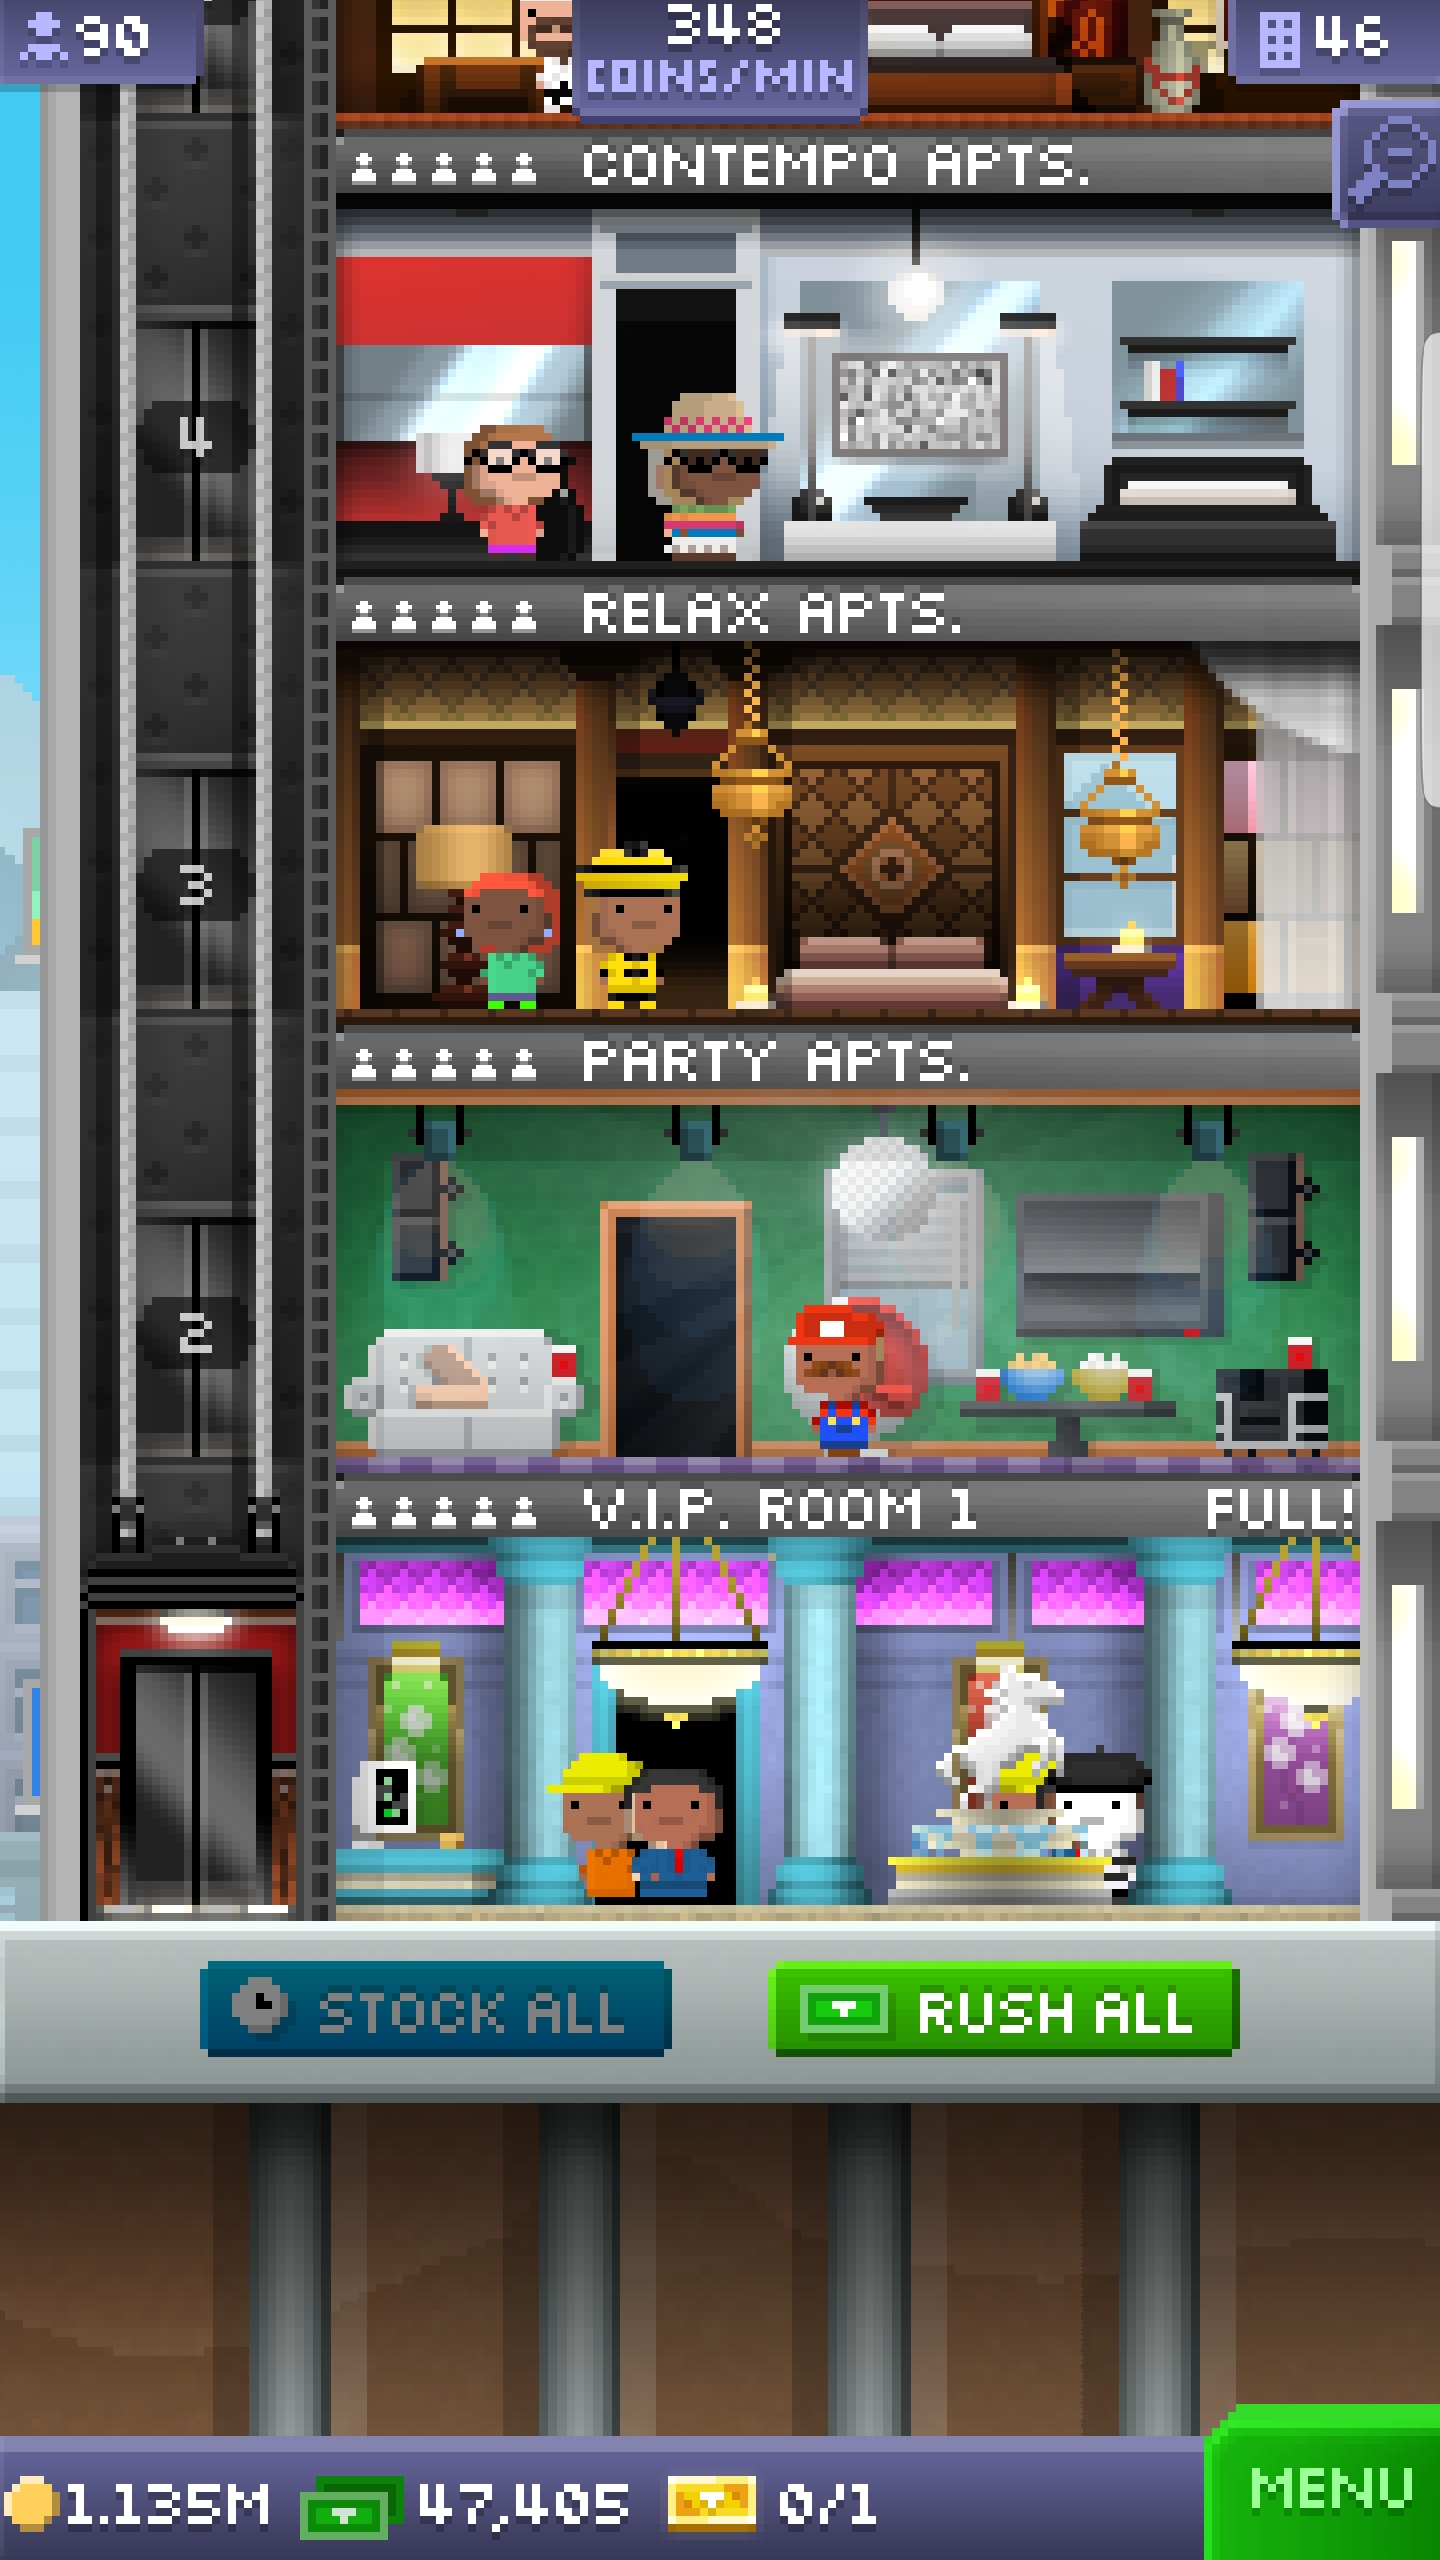 90
348
COINS/MIN
46
CONTEMPO APTS.
4
RELAX APTS.
3
PARTY APTS.
2
V.I.P. ROOM 1 FULL!
STOCK ALL
RUSH ALL
1.135M 47,405 0/1
MENU